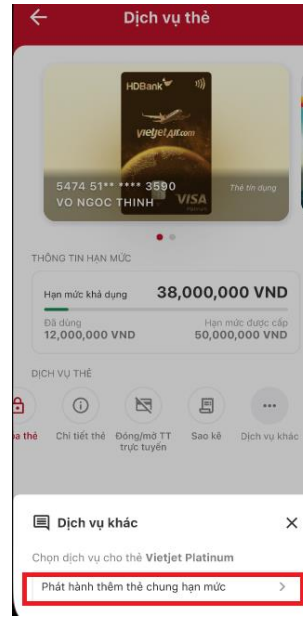 Dịch vụ thẻ
HDBank
vietjetAir.com
5474 51** **** 3590
Thẻ tín dụng
VO NGOC THINH
VISA
THÔNG TIN HẠN MỨC
Hạn mức khả dụng 38,000,000 VND
Đã dùng Hạn mức được cấp
12,000,000 VND 50,000,000 VND
DỊCH VỤ THẺ
a thẻ Chi tiết thẻ Đóng/mở TT Sao kê Dịch vụ khác
trực tuyến
Dịch vụ khác
Chọn dịch vụ cho thẻ Vietjet Platinum
Phát hành thêm thẻ chung hạn mức